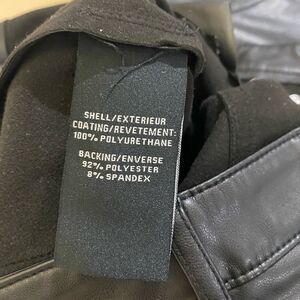 SHELL/EXTERIEUR
COATING/REVETEMENT:
100% POLYURETHANE
BACKING/ENVERSE
92% POLYESTER
8% SPANDEX